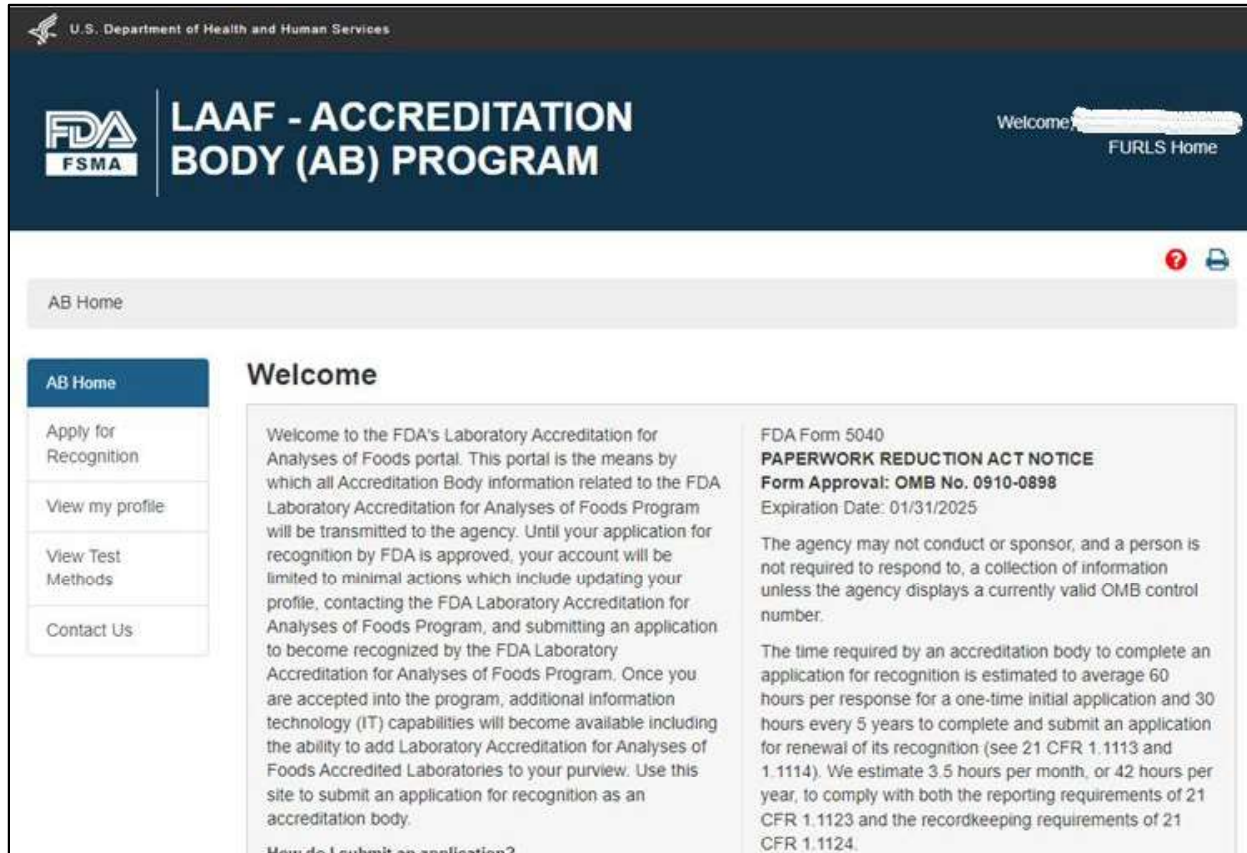 U.S. Department of Health and Human Services
FDA
FSMA
LAAF - ACCREDITATION
BODY (AB) PROGRAM
Welcome,
FURLS Home
AB Home
AB Home
Apply for
Recognition
View my profile
View Test
Methods
Contact Us
Welcome
Welcome to the FDA's Laboratory Accreditation for
Analyses of Foods portal. This portal is the means by
which all Accreditation Body information related to the FDA
Laboratory Accreditation for Analyses of Foods Program
will be transmitted to the agency. Until your application for
recognition by FDA is approved, your account will be
limited to minimal actions which include updating your
profile, contacting the FDA Laboratory Accreditation for
Analyses of Foods Program, and submitting an application
to become recognized by the FDA Laboratory
Accreditation for Analyses of Foods Program. Once you
are accepted into the program, additional information
technology (IT) capabilities will become available including
the ability to add Laboratory Accreditation for Analyses of
Foods Accredited Laboratories to your purview. Use this
site to submit an application for recognition as an
accreditation body.
How do I submit an application?
FDA Form 5040
PAPERWORK REDUCTION ACT NOTICE
Form Approval: OMB No. 0910-0898
Expiration Date: 01/31/2025
The agency may not conduct or sponsor, and a person is
not required to respond to, a collection of information
unless the agency displays a currently valid OMB control
number.
The time required by an accreditation body to complete an
application for recognition is estimated to average 60
hours per response for a one-time initial application and 30
hours every 5 years to complete and submit an application
for renewal of its recognition (see 21 CFR 1.1113 and
1.1114). We estimate 3.5 hours per month, or 42 hours per
year, to comply with both the reporting requirements of 21
CFR 1.1123 and the recordkeeping requirements of 21
CFR 1.1124.